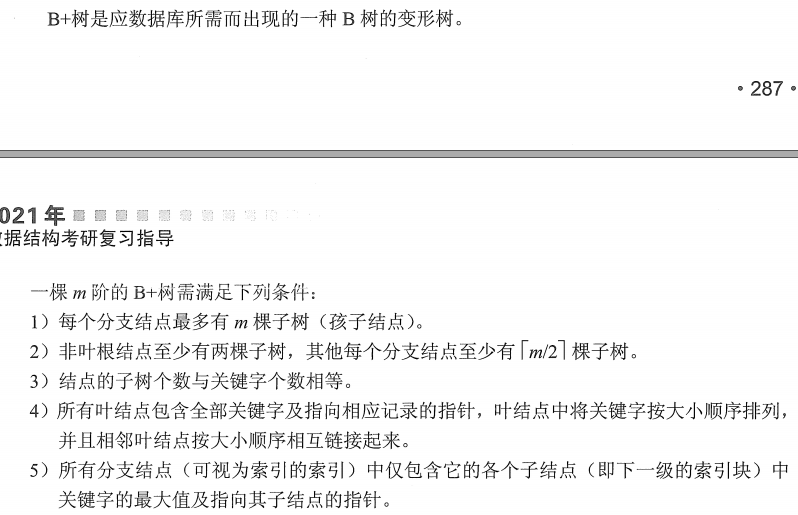 B+树是应数据库所需而出现的一种 B 树的变形树。
·287·
021年
据结构考研复习指导
一棵 m 阶的 B+树需满足下列条件：
1）每个分支结点最多有 m 棵子树（孩子结点）。
2）非叶根结点至少有两棵子树，其他每个分支结点至少有⌈m/2⌉棵子树。
3）结点的子树个数与关键字个数相等。
4）所有叶结点包含全部关键字及指向相应记录的指针，叶结点中将关键字按大小顺序排列，
并且相邻叶结点按大小顺序相互链接起来。
5）所有分支结点（可视为索引的索引）中仅包含它的各个子结点（即下一级的索引块）中
关键字的最大值及指向其子结点的指针。